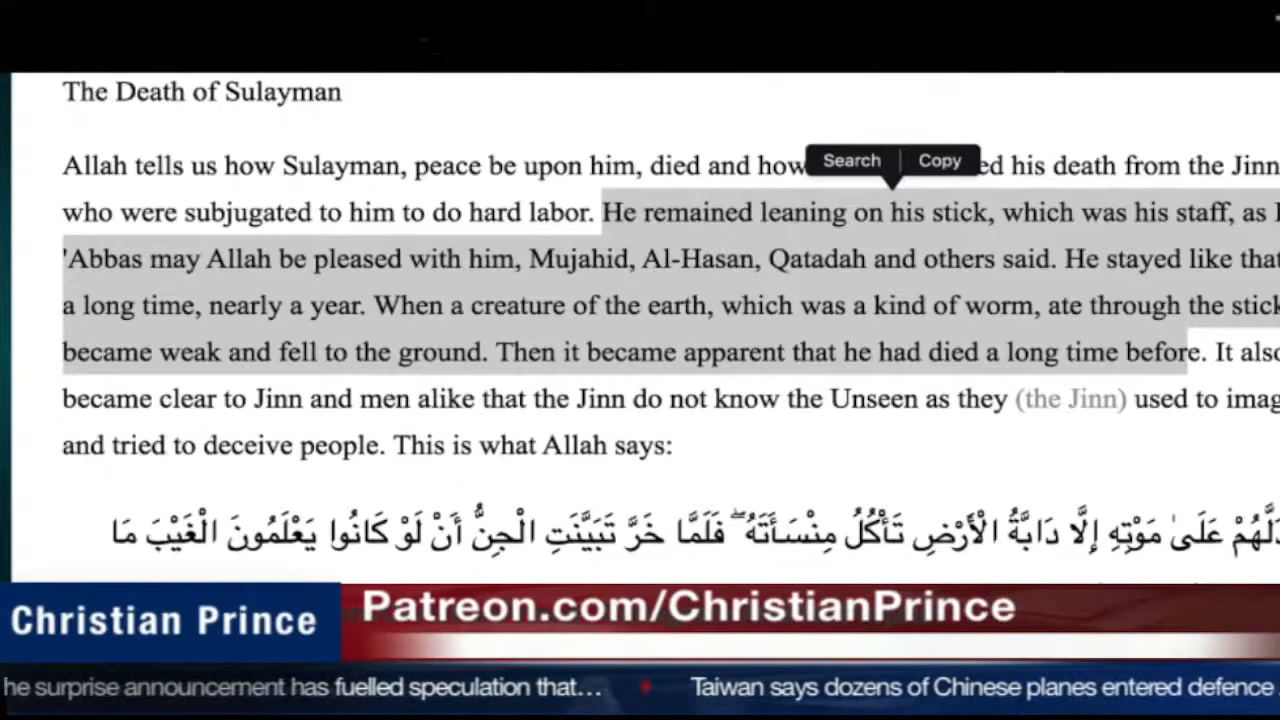 The Death of Sulayman
Allah tells us how Sulayman, peace be upon him, died and how
Search Copy
ed his death from the Jinn
who were subjugated to him to do hard labor. He remained leaning on his stick, which was his staff, as
'Abbas may Allah be pleased with him, Mujahid, Al-Hasan, Qatadah and others said. He stayed like that
a long time, nearly a year. When a creature of the earth, which was a kind of worm, ate through the stick
became weak and fell to the ground. Then it became apparent that he had died a long time before. It also
became clear to Jinn and men alike that the Jinn do not know the Unseen as they (the Jinn) used to imag
and tried to deceive people. This is what Allah says:
دَلَّهُمْ عَلَىٰ مَوْتِهِ إِلَّا دَابَّةُ الْأَرْضِ تَأْكُلُ مِنْسَأَتَهُ ۖ فَلَمَّا خَرَّ تَبَيَّنَتِ الْجِنُّ أَنْ لَوْ كَانُوا يَعْلَمُونَ الْغَيْبَ مَا
Christian Prince
Patreon.com/ChristianPrince
he surprise announcement has fuelled speculation that... Taiwan says dozens of Chinese planes entered defence